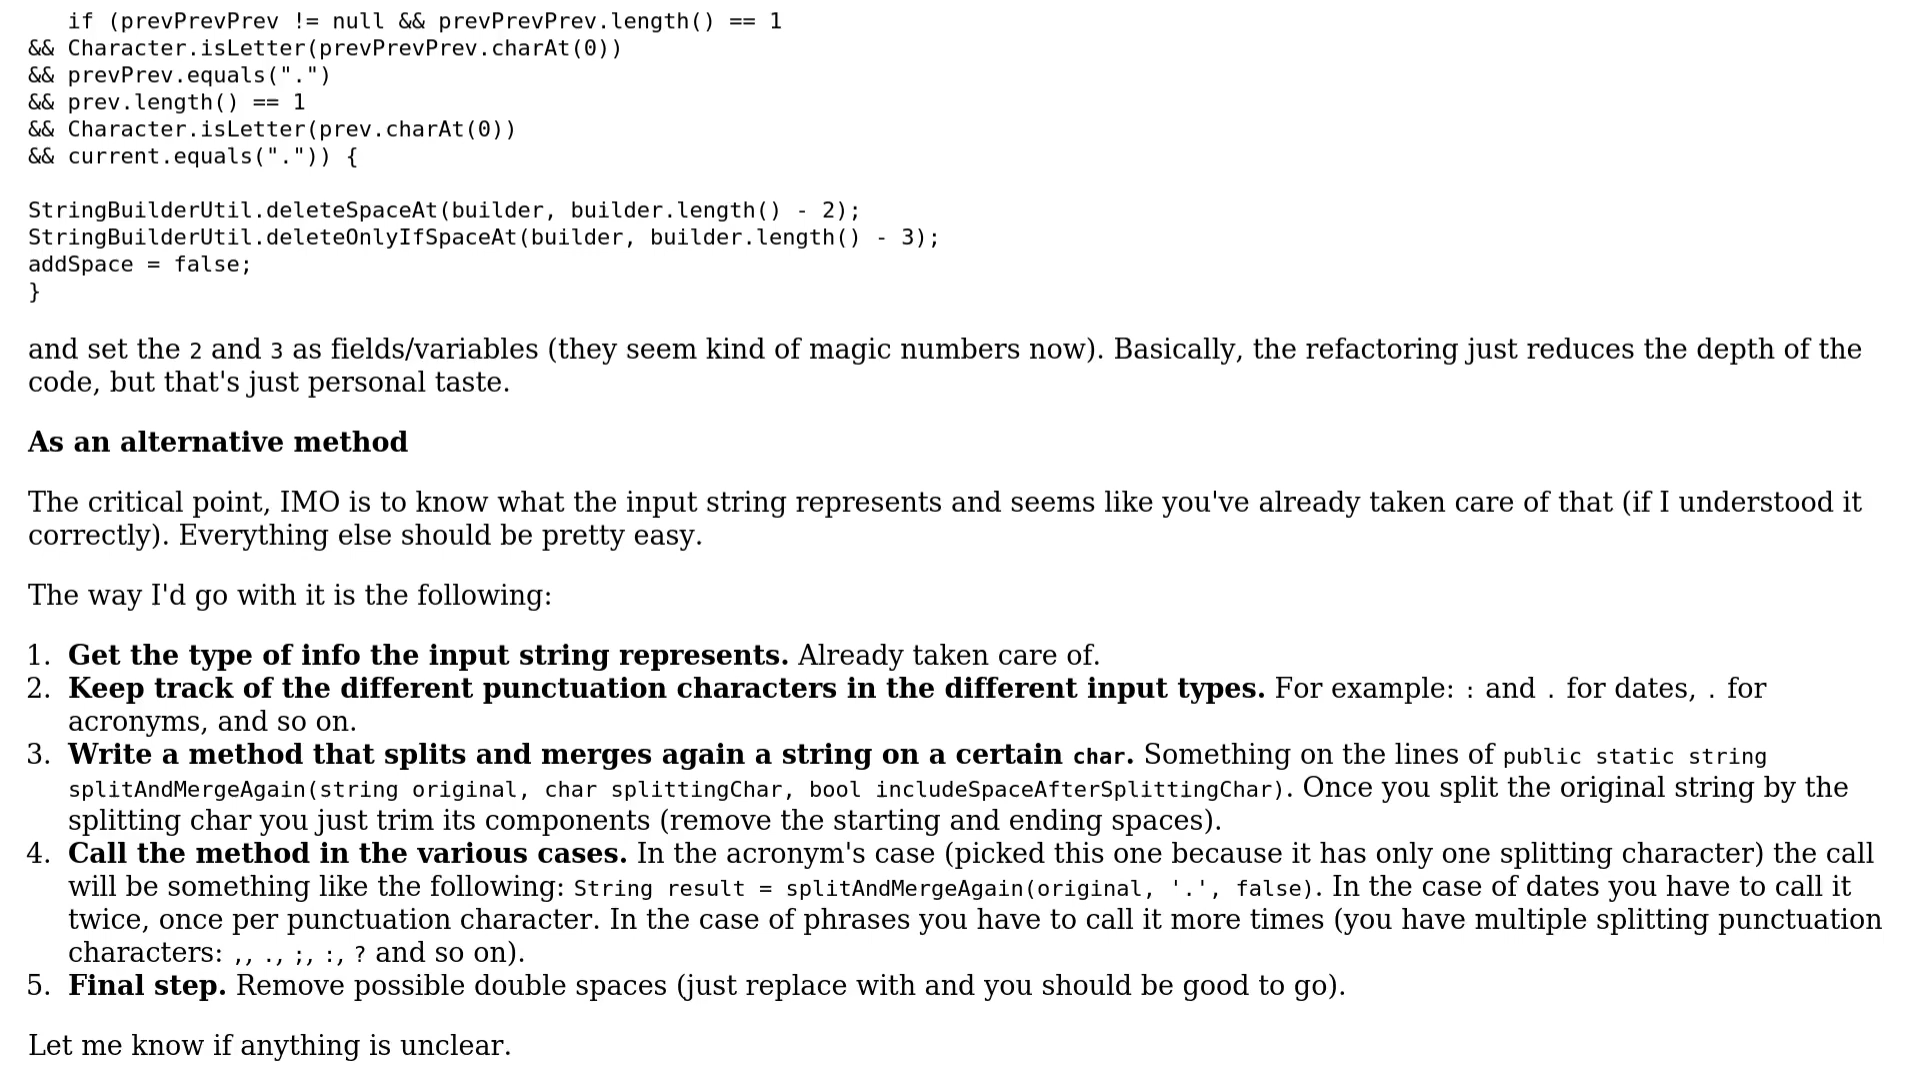 if (prevPrevPrev != null && prevPrevPrev.length() == 1
&& Character.isLetter(prevPrevPrev.charAt(0))
&& prevPrev.equals(".")
&& prev.length() == 1
&& Character.isLetter(prev.charAt(0))
&& current.equals(".")) {
StringBuilderUtil.deleteSpaceAt(builder, builder.length() - 2);
StringBuilderUtil.deleteOnlyIfSpaceAt(builder, builder.length() - 3);
addSpace = false;
}
and set the 2 and 3 as fields/variables (they seem kind of magic numbers now). Basically, the refactoring just reduces the depth of the
code, but that's just personal taste.
As an alternative method
The critical point, IMO is to know what the input string represents and seems like you've already taken care of that (if I understood it
correctly). Everything else should be pretty easy.
The way I'd go with it is the following:
1. Get the type of info the input string represents. Already taken care of.
2. Keep track of the different punctuation characters in the different input types. For example: : and . for dates, . for
acronyms, and so on.
3. Write a method that splits and merges again a string on a certain char. Something on the lines of public static string
splitAndMergeAgain(string original, char splittingChar, bool includeSpaceAfterSplittingChar). Once you split the original string by the
splitting char you just trim its components (remove the starting and ending spaces).
4. Call the method in the various cases. In the acronym's case (picked this one because it has only one splitting character) the call
will be something like the following: String result = splitAndMergeAgain(original, '.', false). In the case of dates you have to call it
twice, once per punctuation character. In the case of phrases you have to call it more times (you have multiple splitting punctuation
characters: ,, ., ;, :, ? and so on).
5. Final step. Remove possible double spaces (just replace with and you should be good to go).
Let me know if anything is unclear.